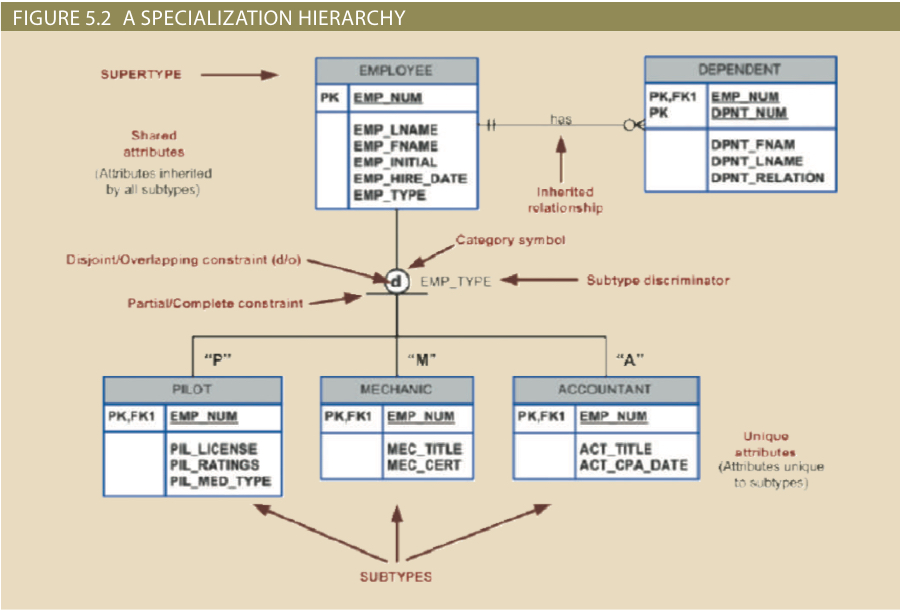 FIGURE 5.2 A SPECIALIZATION HIERARCHY
SUPERTYPE
EMPLOYEE
PK EMP_NUM
EMP_LNAME
EMP_FNAME
EMP_INITIAL
EMP_HIRE_DATE
EMP_TYPE
Shared
attributes
(Attributes inherited
by all subtypes)
has
Inherited
relationship
DEPENDENT
PK,FK1 EMP_NUM
PK DPNT_NUM
DPNT_FNAM
DPNT_LNAME
DPNT_RELATION
Category symbol
Disjoint/Overlapping constraint (d/o)
d EMP_TYPE
Subtype discriminator
Partial/Complete constraint
“P”
“M”
“A”
PILOT
PK,FK1 EMP_NUM
PIL_LICENSE
PIL_RATINGS
PIL_MED_TYPE
MECHANIC
PK,FK1 EMP_NUM
MEC_TITLE
MEC_CERT
ACCOUNTANT
PK,FK1 EMP_NUM
ACT_TITLE
ACT_CPA_DATE
Unique
attributes
(Attributes unique
to subtypes)
SUBTYPES